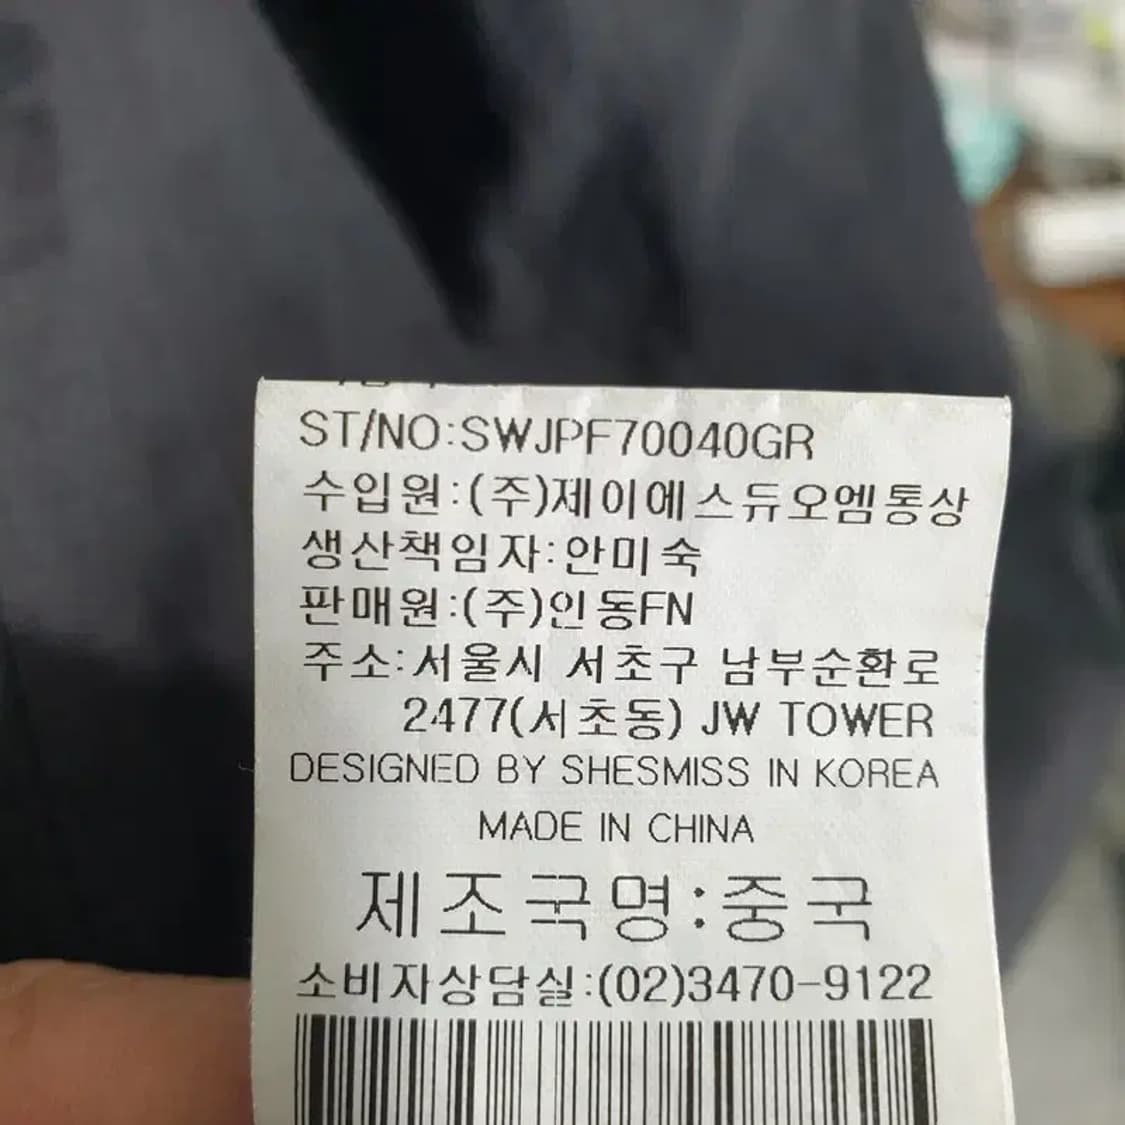 ST/NO:SWJPF70040GR
수입원:(주)제이에스듀오엠통상
생산책임자:안미숙
판매원:(주)인동FN
주소:서울시 서초구 남부순환로
2477(서초동) JW TOWER
DESIGNED BY SHESMISS IN KOREA
MADE IN CHINA
제조국명:중국
소비자상담실:(02)3470-9122